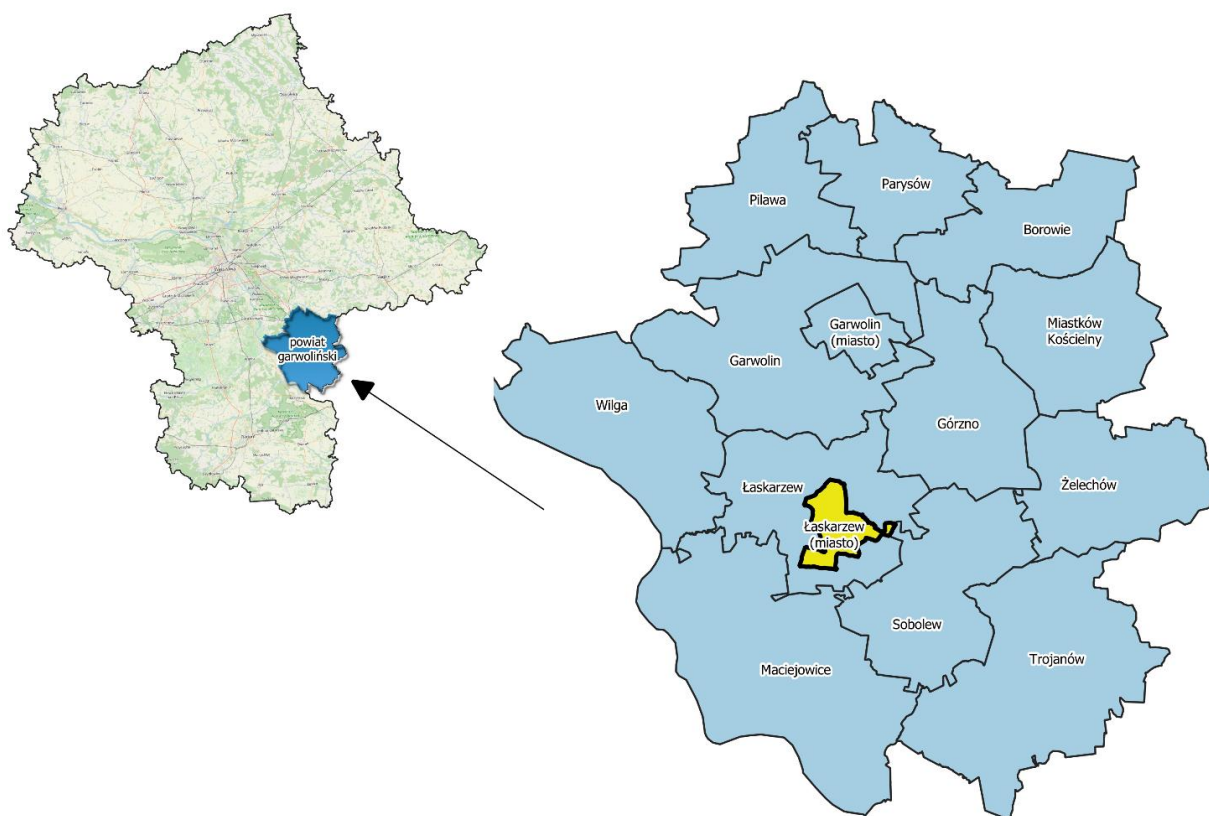 powiat
garwoliński
Pilawa
Parysów
Borowie
Garwolin
(miasto)
Miastków
Kościelny
Garwolin
Wilga
Górzno
Łaskarzew
Żelechów
Łaskarzew
(miasto)
Sobolew
Maciejowice
Trojanów